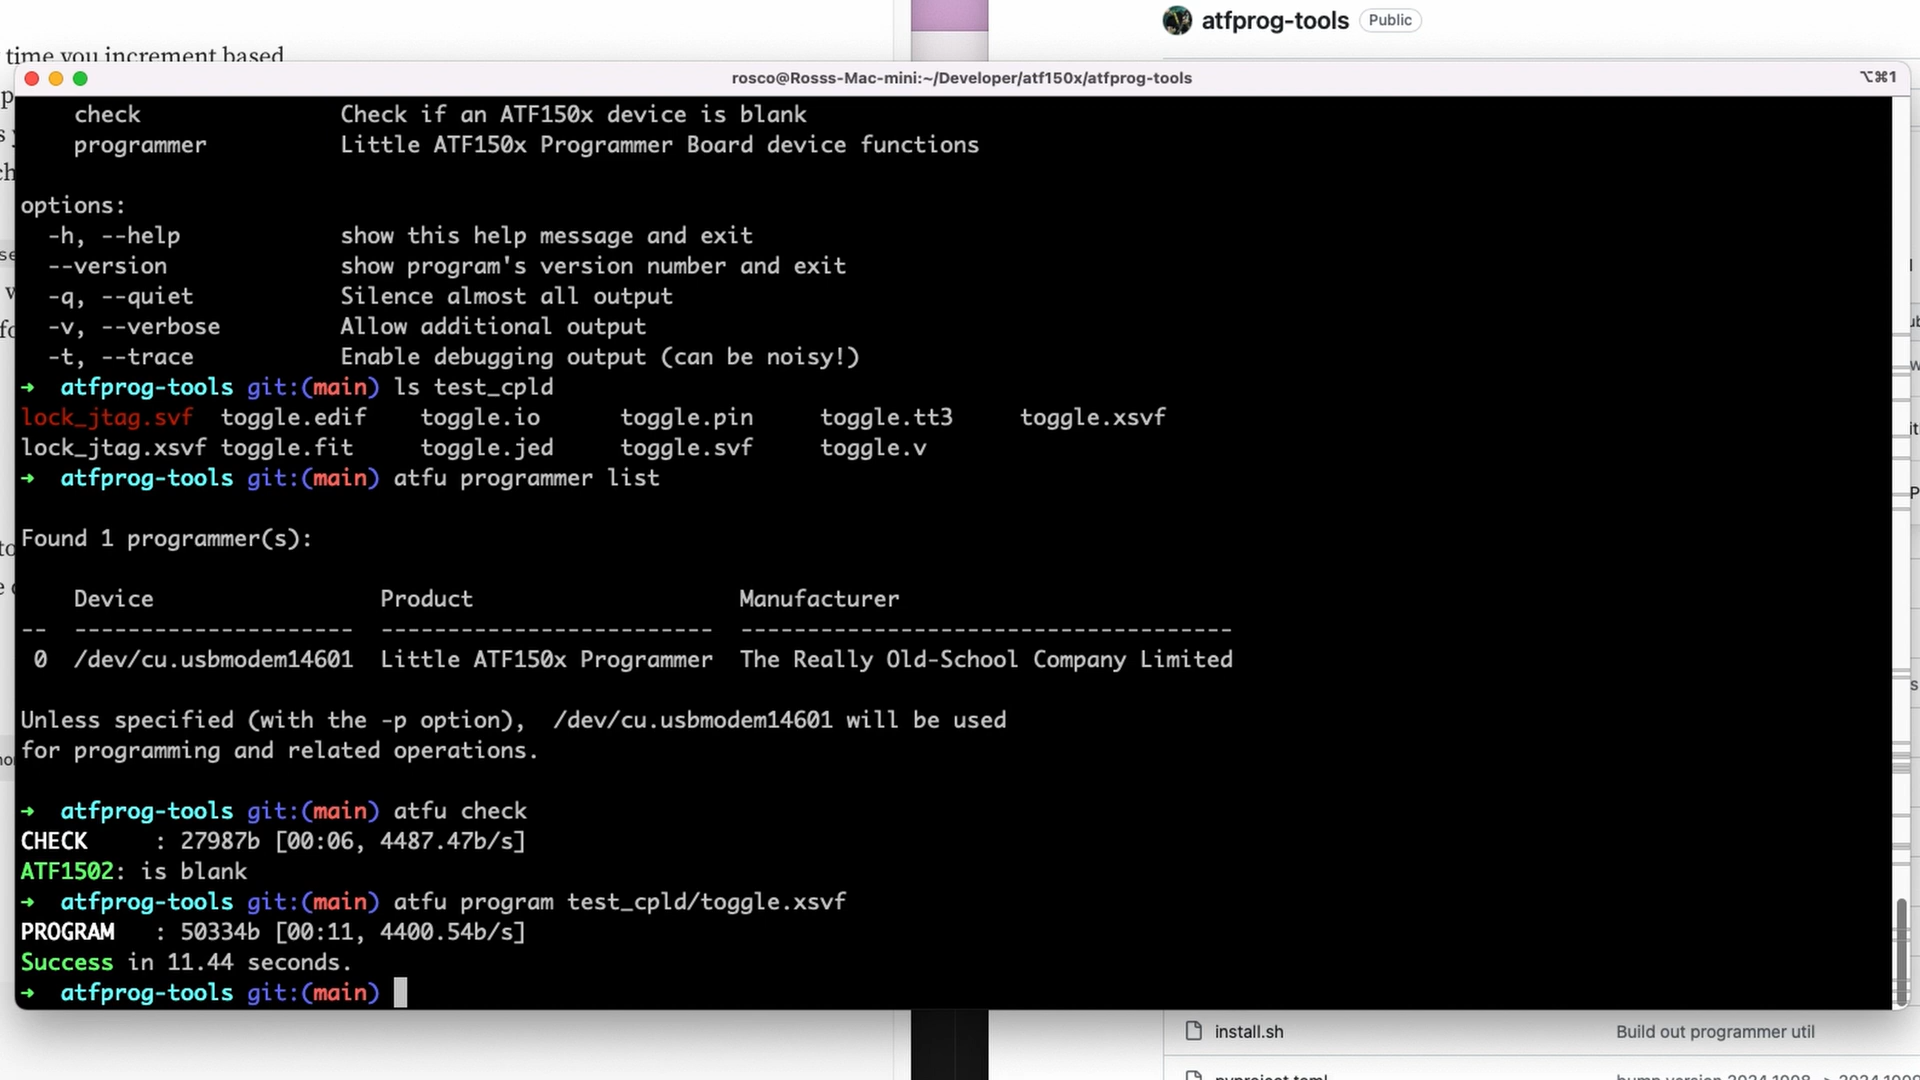 atfprog-tools Public
time you increment based
rosco@Rosss-Mac-mini:~/Developer/atf150x/atfprog-tools ⌥⌘1
check Check if an ATF150x device is blank
programmer Little ATF150x Programmer Board device functions
options:
-h, --help show this help message and exit
--version show program's version number and exit
-q, --quiet Silence almost all output
-v, --verbose Allow additional output
-t, --trace Enable debugging output (can be noisy!)
→ atfprog-tools git:(main) ls test_cpld
lock_jtag.svf toggle.edif toggle.io toggle.pin toggle.tt3 toggle.xsvf
lock_jtag.xsvf toggle.fit toggle.jed toggle.svf toggle.v
→ atfprog-tools git:(main) atfu programmer list
Found 1 programmer(s):
Device Product Manufacturer
-- --------------------- ------------------------- -------------------------------------
0 /dev/cu.usbmodem14601 Little ATF150x Programmer The Really Old-School Company Limited
Unless specified (with the -p option), /dev/cu.usbmodem14601 will be used
for programming and related operations.
→ atfprog-tools git:(main) atfu check
CHECK : 27987b [00:06, 4487.47b/s]
ATF1502: is blank
→ atfprog-tools git:(main) atfu program test_cpld/toggle.xsvf
PROGRAM : 50334b [00:11, 4400.54b/s]
Success in 11.44 seconds.
→ atfprog-tools git:(main)
install.sh Build out programmer util